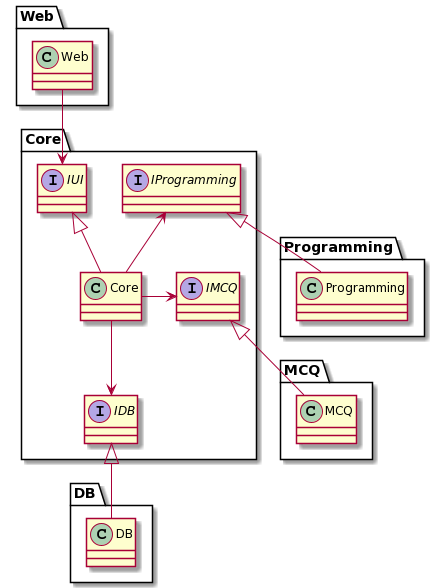 Web
C Web
Core
I IUI
I IProgramming
Programming
C Core
I IMCQ
C Programming
MCQ
I IDB
C MCQ
DB
C DB